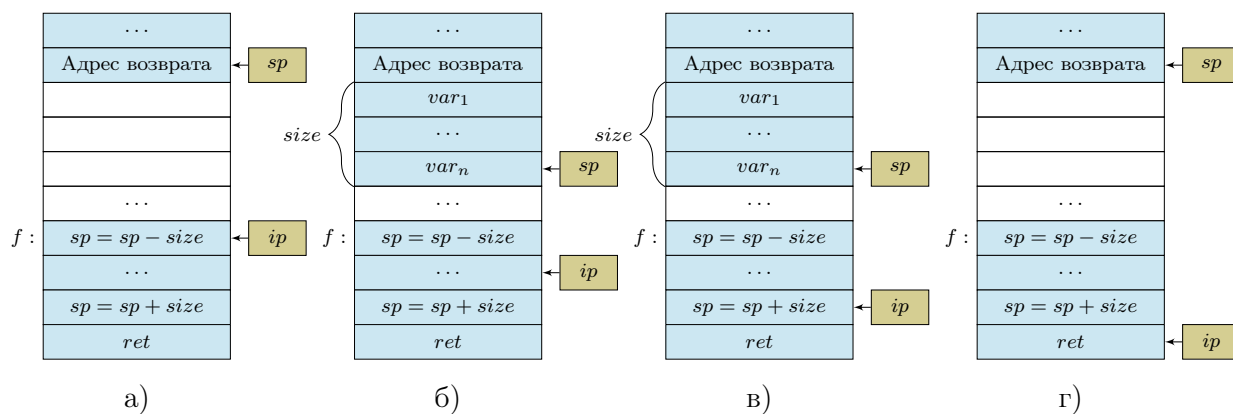 ...
Адрес возврата
sp
...
f :
sp = sp − size
ip
...
sp = sp + size
ret
а)
...
Адрес возврата
size
var1
...
varn
sp
...
f :
sp = sp − size
...
ip
sp = sp + size
ret
б)
...
Адрес возврата
size
var1
...
varn
sp
...
f :
sp = sp − size
...
sp = sp + size
ip
ret
в)
...
Адрес возврата
sp
...
f :
sp = sp − size
...
sp = sp + size
ret
ip
г)